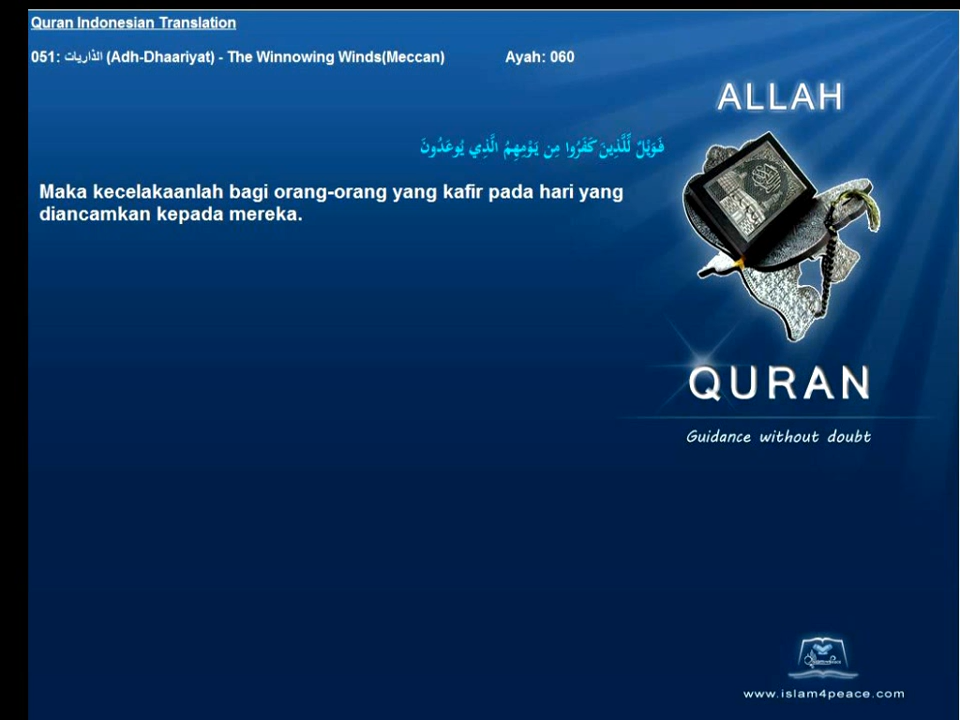 Quran Indonesian Translation
051: الذاريات (Adh-Dhaariyat) - The Winnowing Winds(Meccan) Ayah: 060
ALLAH
فَوَيْلٌ لِّلَّذِينَ كَفَرُوا مِن يَوْمِهِمُ الَّذِي يُوعَدُونَ
Maka kecelakaanlah bagi orang-orang yang kafir pada hari yang
diancamkan kepada mereka.
QURAN
Guidance without doubt
www.islam4peace.com